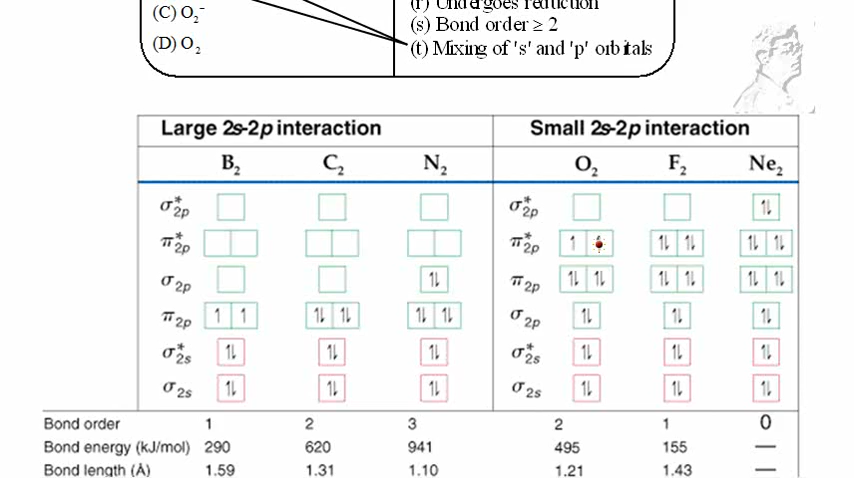 (C) O₂⁻
(r) Undergoes reduction
(s) Bond order ≥ 2
(D) O₂
(t) Mixing of 's' and 'p' orbitals
Large 2s-2p interaction Small 2s-2p interaction
B₂ C₂ N₂ O₂ F₂ Ne₂
σ*2p σ*2p
π*2p π*2p
σ2p π2p
π2p σ2p
σ*2s σ*2s
σ2s σ2s
Bond order 1 2 3 2 1 0
Bond energy (kJ/mol) 290 620 941 495 155 —
Bond length (Å) 1.59 1.31 1.10 1.21 1.43 —